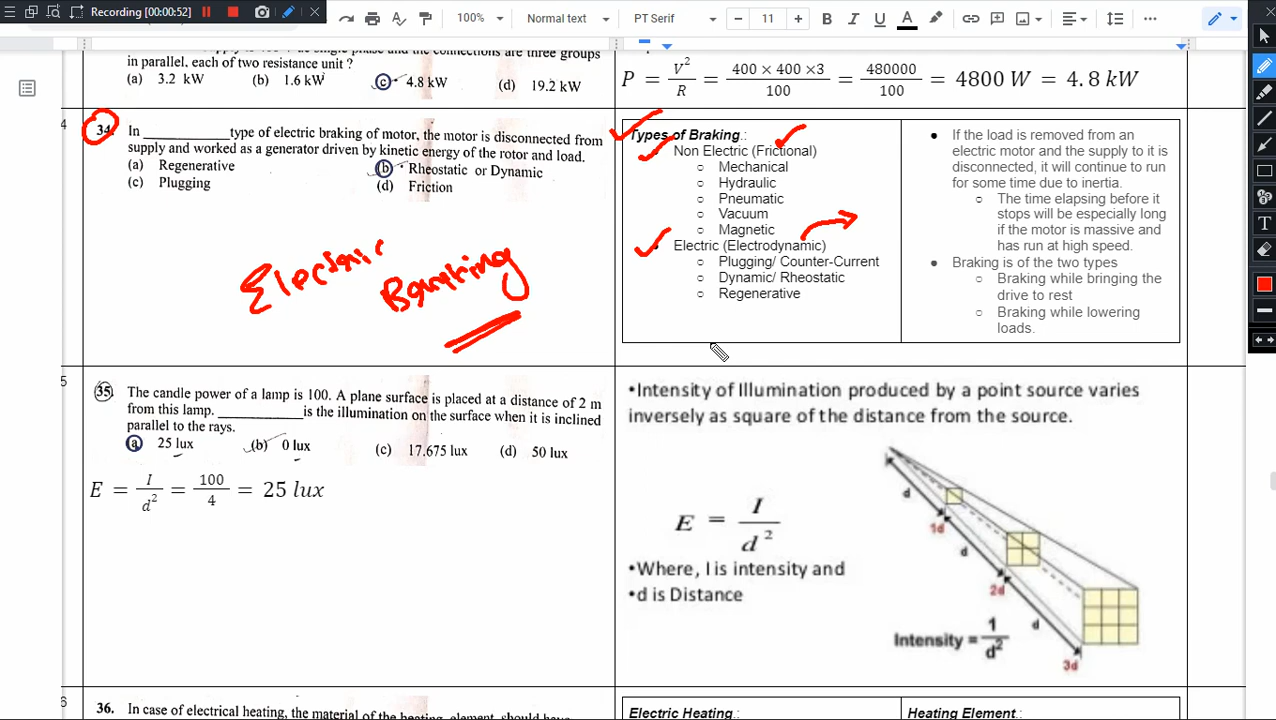 Recording [00:00:52]
100%
Normal text
PT Serif
11
B I U A
in parallel, each of two resistance unit ?
(a) 3.2 kW (b) 1.6 kW (c) 4.8 kW (d) 19.2 kW
P = V² / R = 400 × 400 ×3 / 100 = 480000 / 100 = 4800 W = 4.8 kW
4
34. In ____________type of electric braking of motor, the motor is disconnected from
supply and worked as a generator driven by kinetic energy of the rotor and load.
(a) Regenerative (b) Rheostatic or Dynamic
(c) Plugging (d) Friction
Electric
Braking
Types of Braking.:
Non Electric (Frictional)
Mechanical
Hydraulic
Pneumatic
Vacuum
Magnetic
Electric (Electrodynamic)
Plugging/ Counter-Current
Dynamic/ Rheostatic
Regenerative
If the load is removed from an
electric motor and the supply to it is
disconnected, it will continue to run
for some time due to inertia.
The time elapsing before it
stops will be especially long
if the motor is massive and
has run at high speed.
Braking is of the two types
Braking while bringing the
drive to rest
Braking while lowering
loads.
5
35. The candle power of a lamp is 100. A plane surface is placed at a distance of 2 m
from this lamp. ____________is the illumination on the surface when it is inclined
parallel to the rays.
(a) 25 lux (b) 0 lux (c) 17.675 lux (d) 50 lux
E = I / d² = 100 / 4 = 25 lux
•Intensity of Illumination produced by a point source varies
inversely as square of the distance from the source.
E = I / d²
•Where, I is intensity and
•d is Distance
d
1d
d
2d
d
3d
Intensity = 1 / d²
6
36. In case of electrical heating, the material of the heating element, should have
Electric Heating.:
Heating Element.: